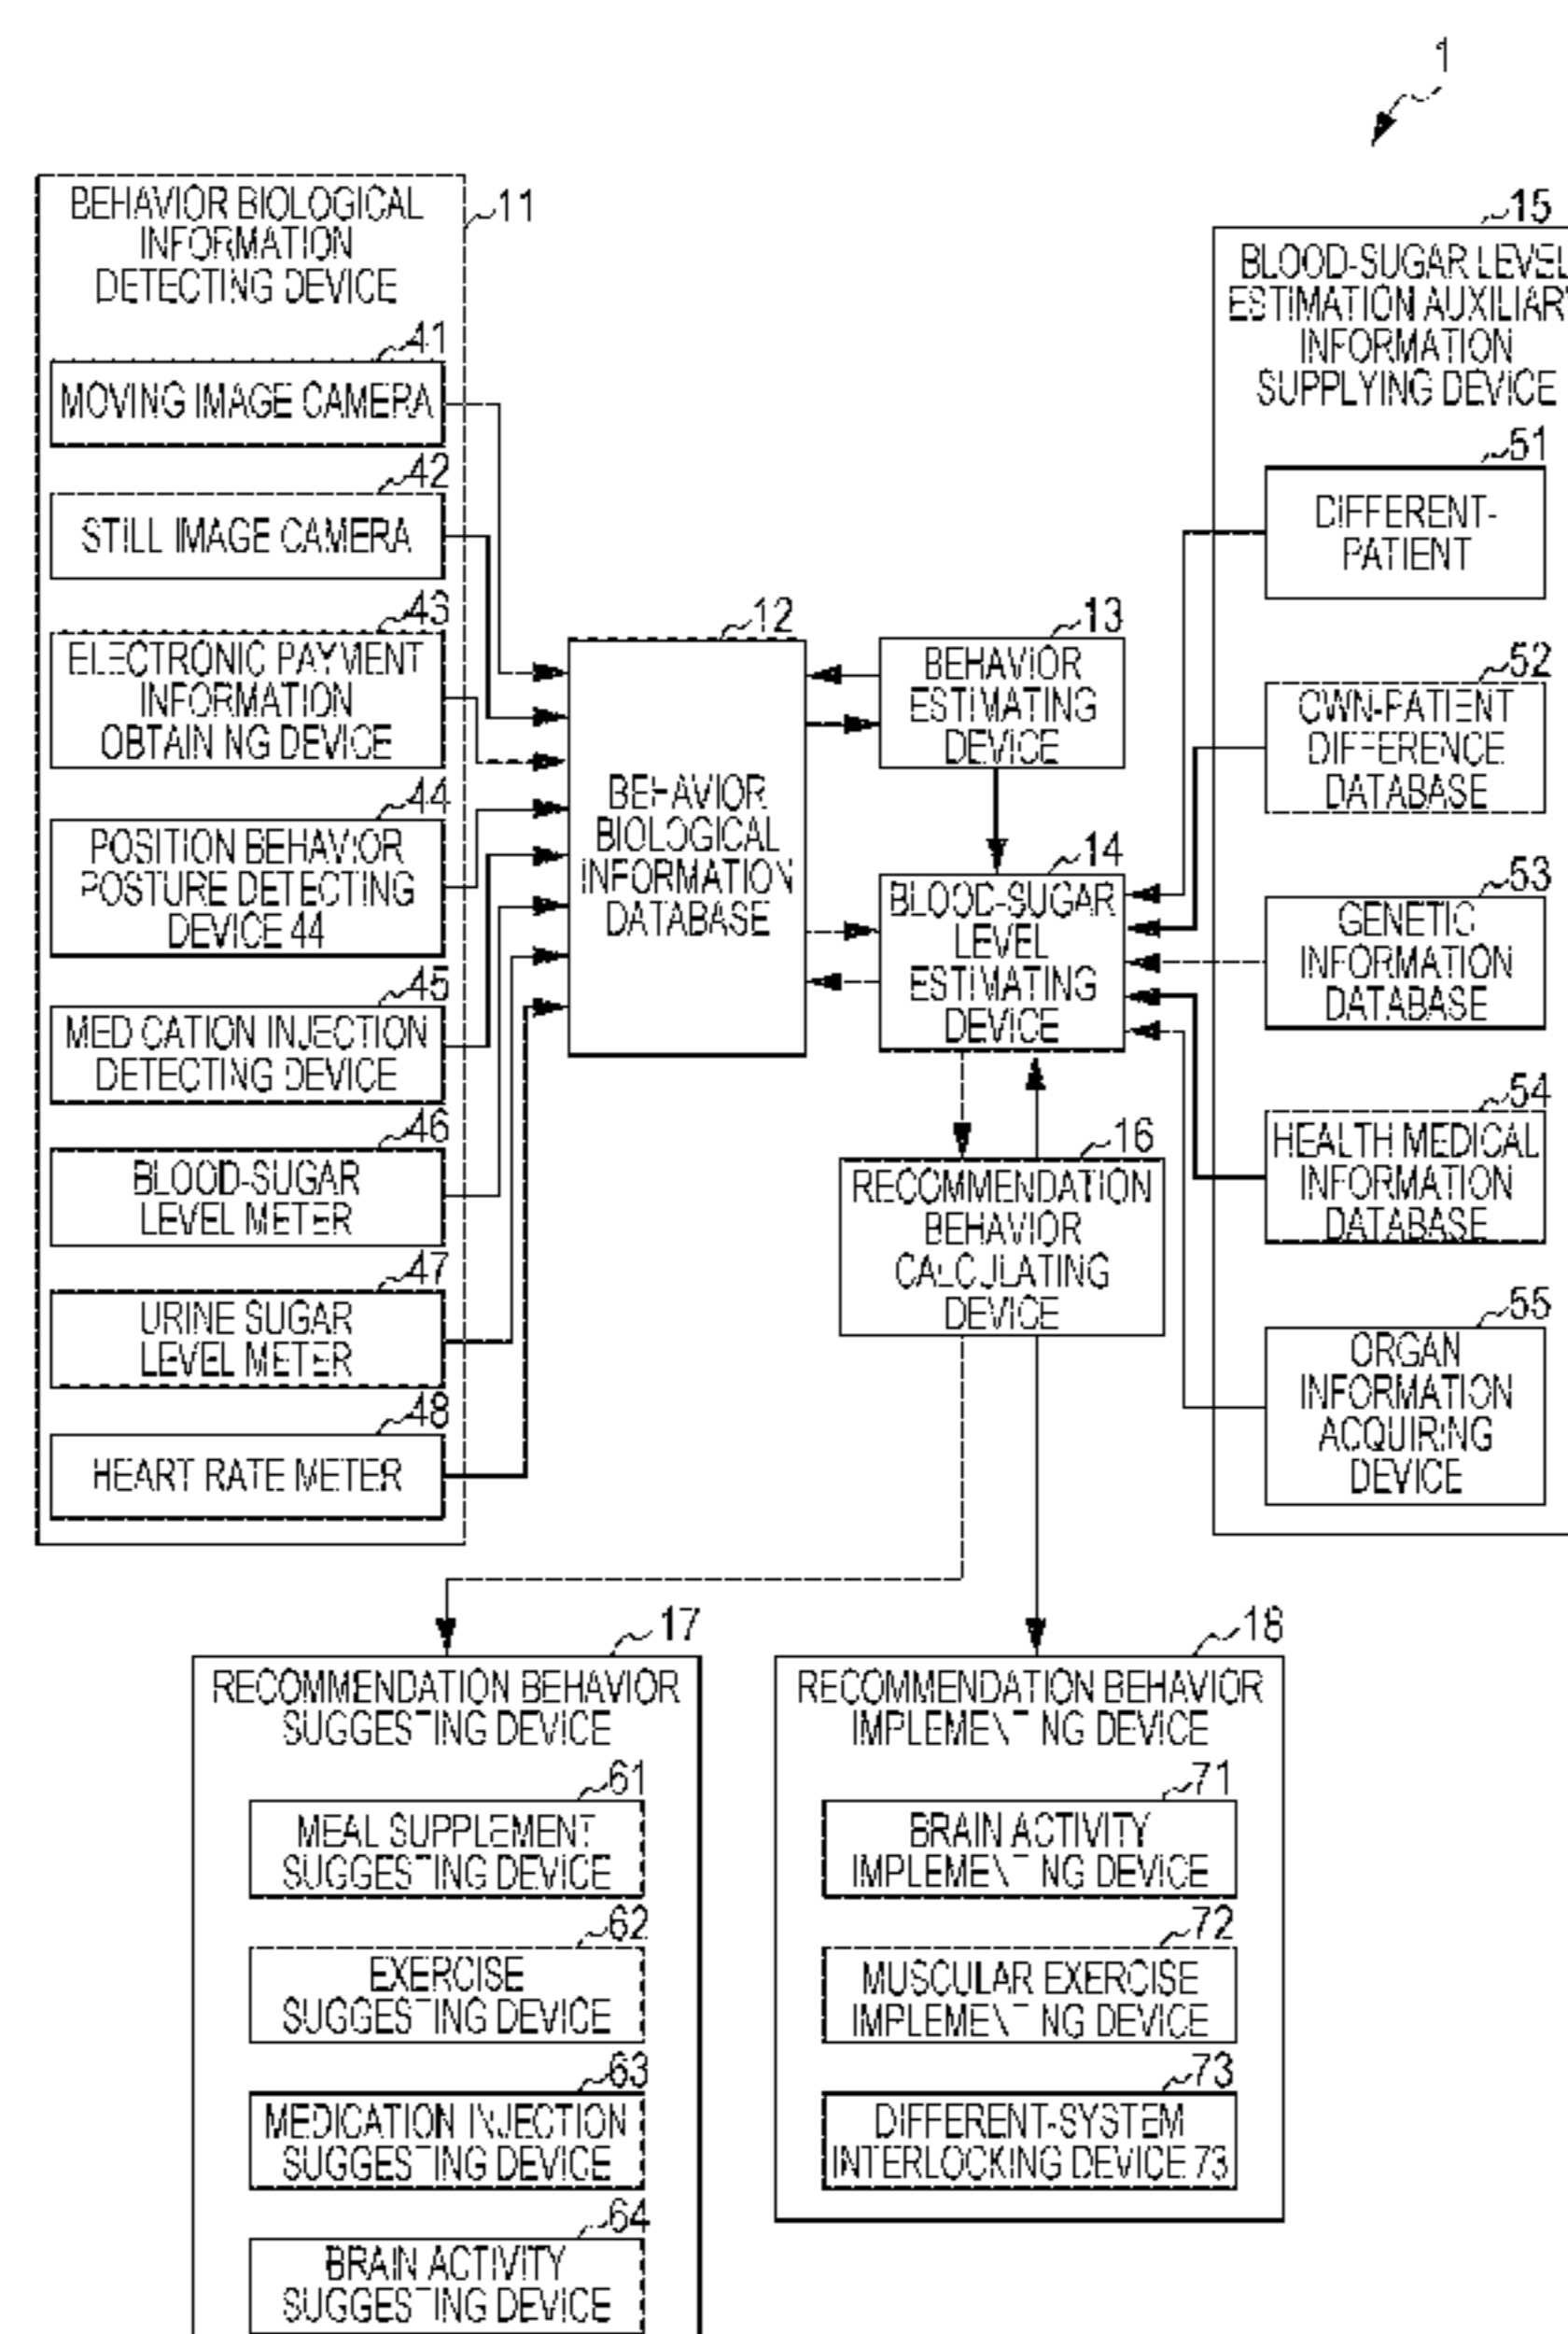 1
BEHAVIOR BIOLOGICAL
INFORMATION
DETECTING DEVICE
11
41
MOVING IMAGE CAMERA
42
STILL IMAGE CAMERA
43
ELECTRONIC PAYMENT
INFORMATION
OBTAINING DEVICE
44
POSITION BEHAVIOR
POSTURE DETECTING
DEVICE 44
45
MEDICATION INJECTION
DETECTING DEVICE
46
BLOOD-SUGAR
LEVEL METER
47
URINE SUGAR
LEVEL METER
48
HEART RATE METER
12
BEHAVIOR
BIOLOGICAL
INFORMATION
DATABASE
13
BEHAVIOR
ESTIMATING
DEVICE
14
BLOOD-SUGAR
LEVEL
ESTIMATING
DEVICE
16
RECOMMENDATION
BEHAVIOR
CALCULATING
DEVICE
15
BLOOD-SUGAR LEVEL
ESTIMATION AUXILIARY
INFORMATION
SUPPLYING DEVICE
51
DIFFERENT-
PATIENT
52
OWN-PATIENT
DIFFERENCE
DATABASE
53
GENETIC
INFORMATION
DATABASE
54
HEALTH MEDICAL
INFORMATION
DATABASE
55
ORGAN
INFORMATION
ACQUIRING
DEVICE
17
RECOMMENDATION BEHAVIOR
SUGGESTING DEVICE
61
MEAL SUPPLEMENT
SUGGESTING DEVICE
62
EXERCISE
SUGGESTING DEVICE
63
MEDICATION INJECTION
SUGGESTING DEVICE
64
BRAIN ACTIVITY
SUGGESTING DEVICE
18
RECOMMENDATION BEHAVIOR
IMPLEMENTING DEVICE
71
BRAIN ACTIVITY
IMPLEMENTING DEVICE
72
MUSCULAR EXERCISE
IMPLEMENTING DEVICE
73
DIFFERENT-SYSTEM
INTERLOCKING DEVICE 73